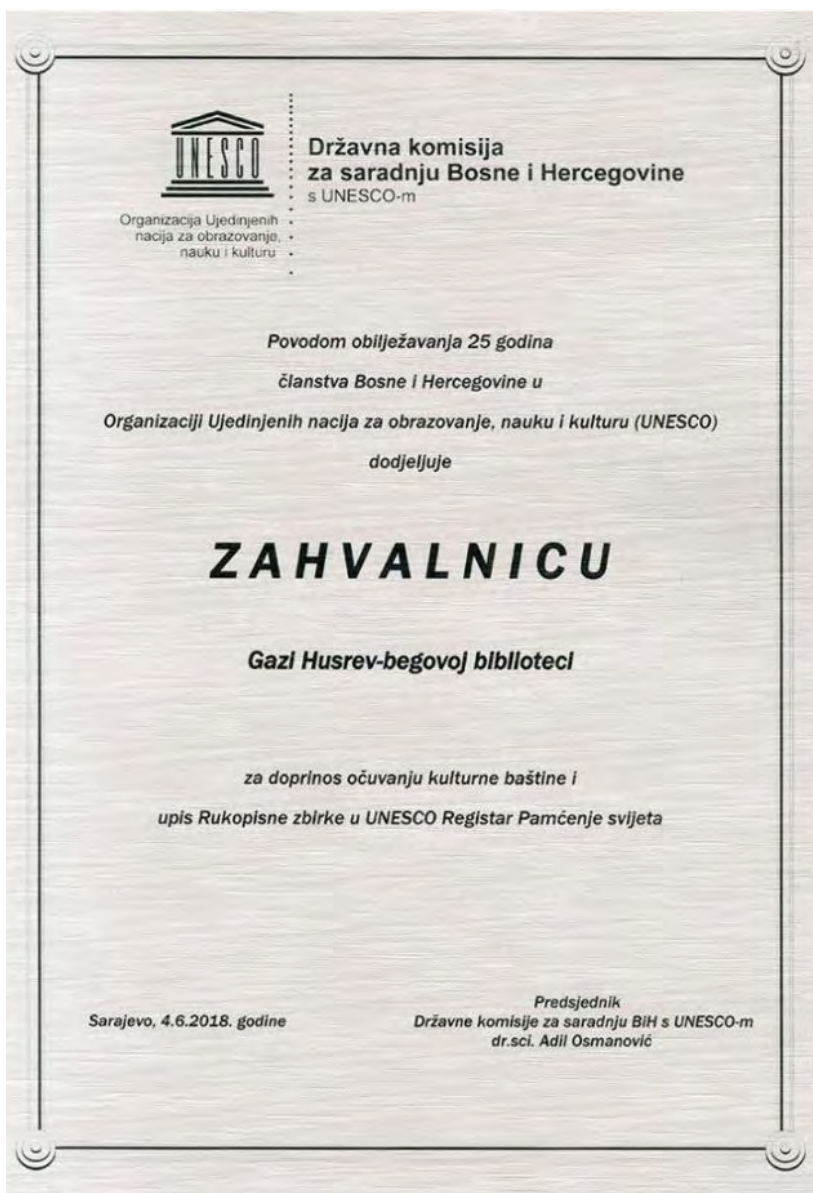 UNESCO
Organizacija Ujedinjenih
nacija za obrazovanje,
nauku i kulturu
Državna komisija
za saradnju Bosne i Hercegovine
s UNESCO-m
Povodom obilježavanja 25 godina
članstva Bosne i Hercegovine u
Organizaciji Ujedinjenih nacija za obrazovanje, nauku i kulturu (UNESCO)
dodjeljuje
ZAHVALNICU
Gazi Husrev-begovoj biblioteci
za doprinos očuvanju kulturne baštine i
upis Rukopisne zbirke u UNESCO Registar Pamćenje svijeta
Sarajevo, 4.6.2018. godine
Predsjednik
Državne komisije za saradnju BiH s UNESCO-m
dr.sci. Adil Osmanović